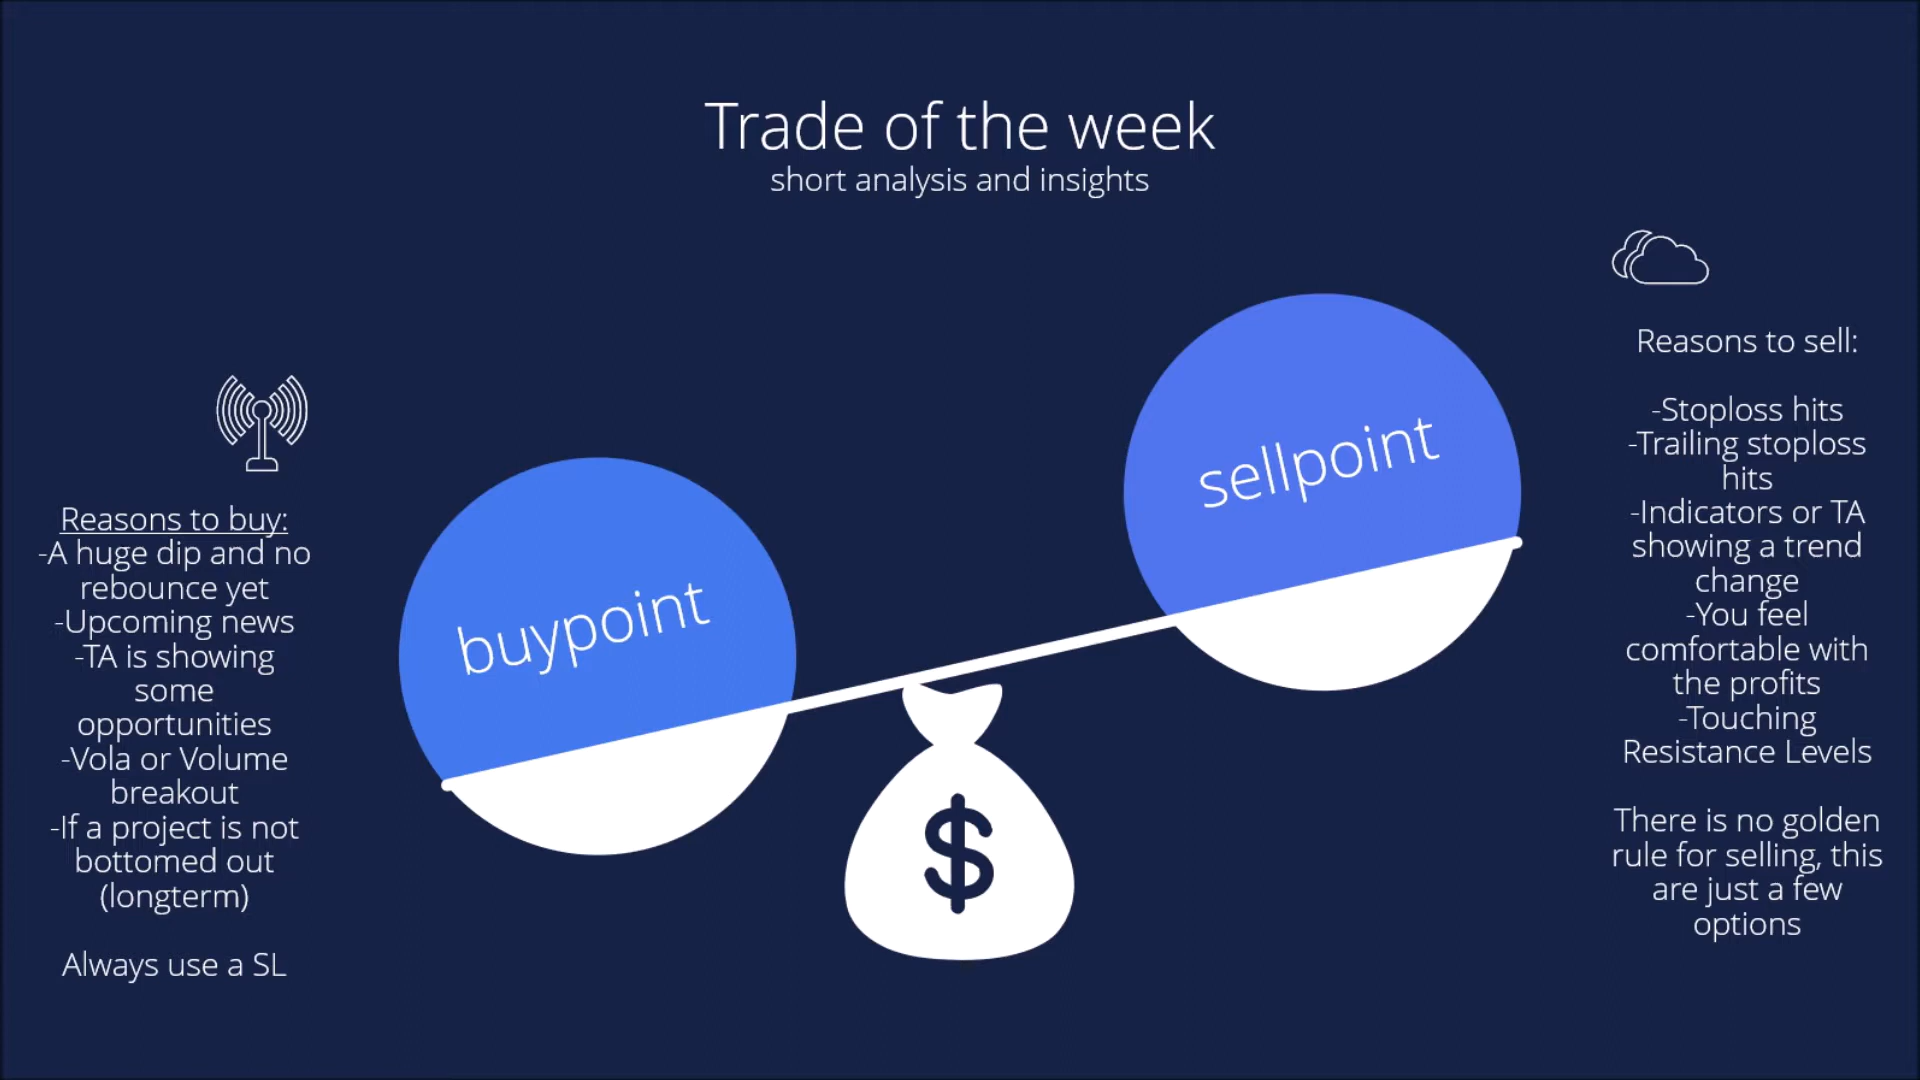 Trade of the week
short analysis and insights
Reasons to buy:
-A huge dip and no
rebounce yet
-Upcoming news
-TA is showing
some
opportunities
-Vola or Volume
breakout
-If a project is not
bottomed out
(longterm)
Always use a SL
buypoint
sellpoint
$
Reasons to sell:
-Stoploss hits
-Trailing stoploss
hits
-Indicators or TA
showing a trend
change
-You feel
comfortable with
the profits
-Touching
Resistance Levels
There is no golden
rule for selling, this
are just a few
options